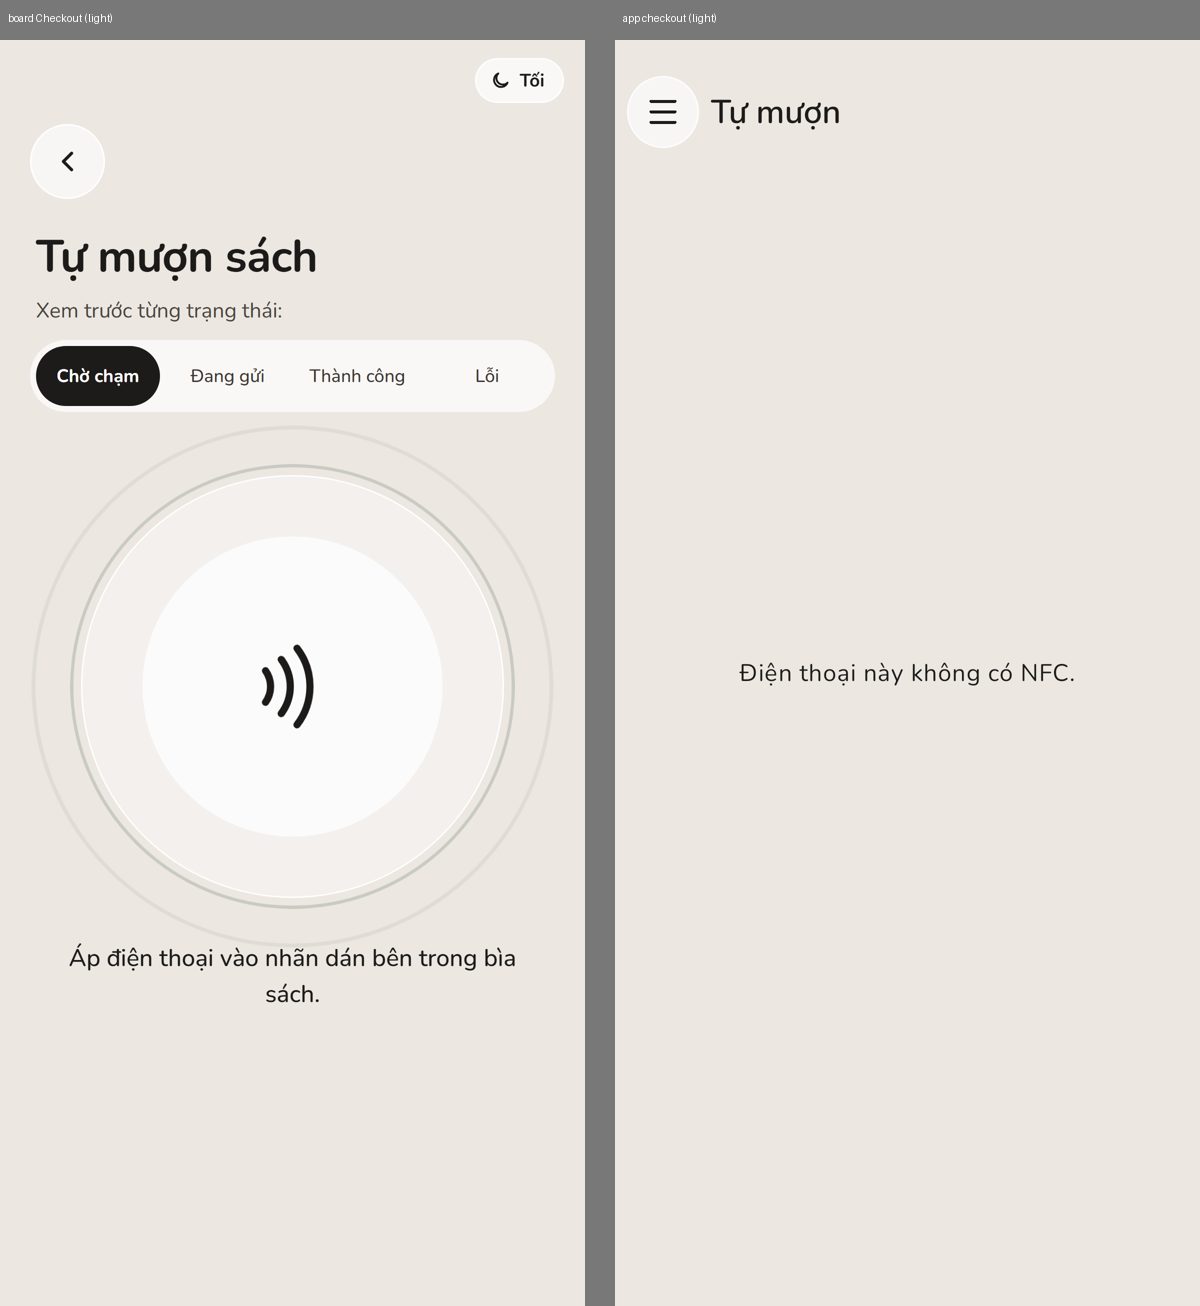 board Checkout (light)
Tối
Tự mượn sách
Xem trước từng trạng thái:
Chờ chạm
Đang gửi
Thành công
Lỗi
Áp điện thoại vào nhãn dán bên trong bìa
sách.
app checkout (light)
Tự mượn
Điện thoại này không có NFC.